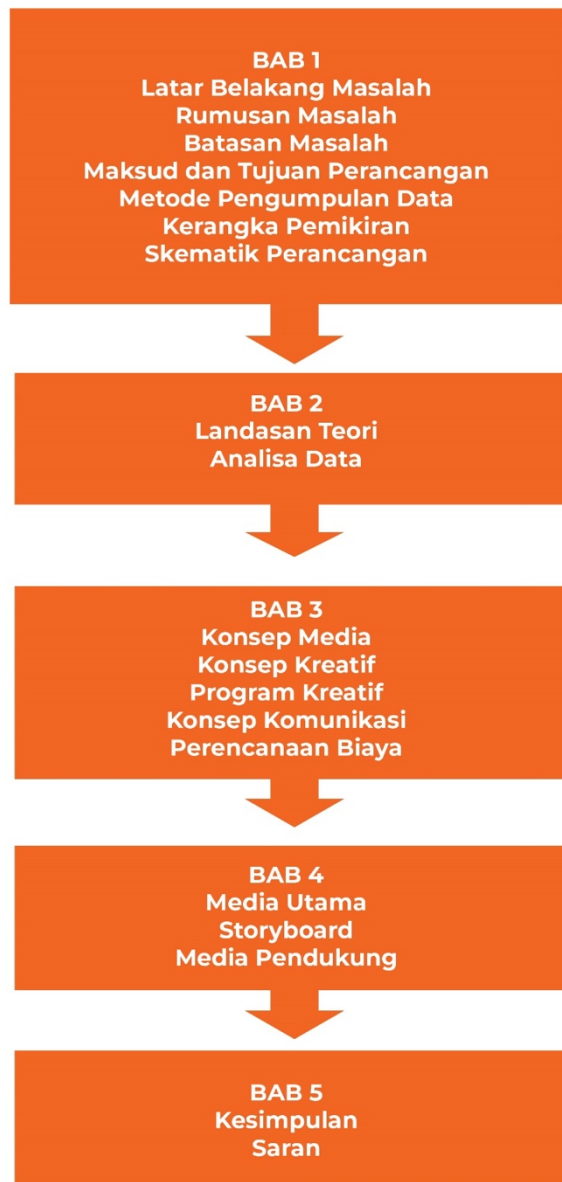 BAB 1
Latar Belakang Masalah
Rumusan Masalah
Batasan Masalah
Maksud dan Tujuan Perancangan
Metode Pengumpulan Data
Kerangka Pemikiran
Skematik Perancangan
BAB 2
Landasan Teori
Analisa Data
BAB 3
Konsep Media
Konsep Kreatif
Program Kreatif
Konsep Komunikasi
Perencanaan Biaya
BAB 4
Media Utama
Storyboard
Media Pendukung
BAB 5
Kesimpulan
Saran